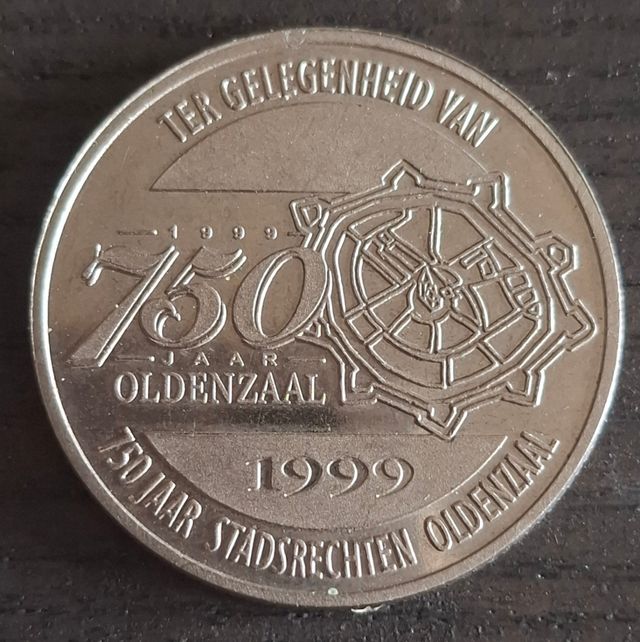 TER GELEGENHEID VAN
1999
750
JAAR
OLDENZAAL
1999
750 JAAR STADSRECHTEN OLDENZAAL